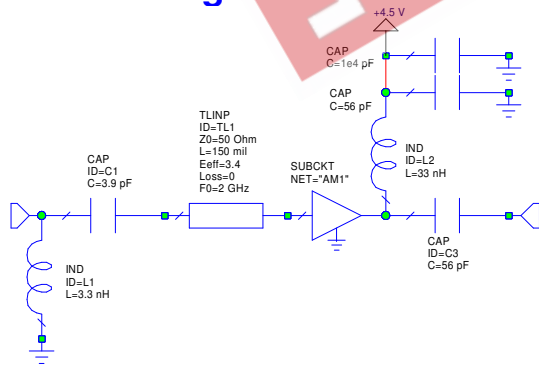 +4.5 V
CAP
C=1e4 pF
CAP
C=56 pF
TLINP
ID=TL1
Z0=50 Ohm
L=150 mil
Eeff=3.4
Loss=0
F0=2 GHz
IND
ID=L2
L=33 nH
SUBCKT
NET="AM1"
CAP
ID=C1
C=3.9 pF
CAP
ID=C3
C=56 pF
IND
ID=L1
L=3.3 nH